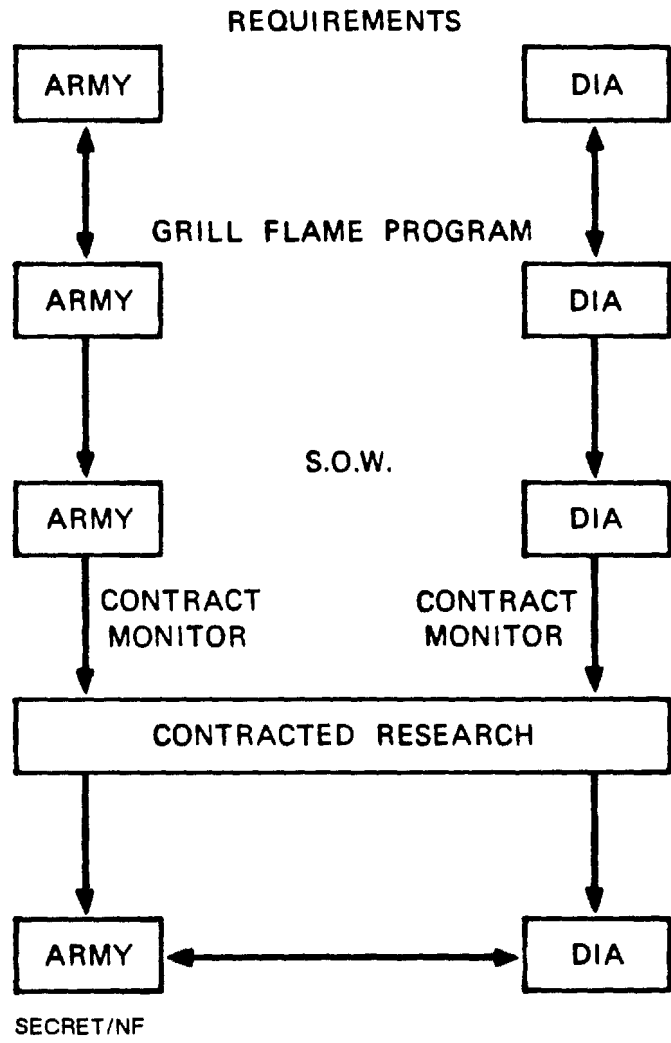 REQUIREMENTS
ARMY DIA
GRILL FLAME PROGRAM
ARMY DIA
S.O.W.
ARMY DIA
CONTRACT CONTRACT
MONITOR MONITOR
CONTRACTED RESEARCH
ARMY DIA
SECRET/NF